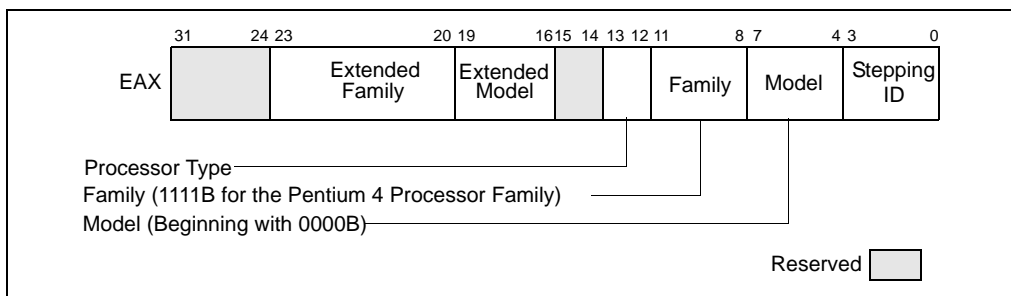 31 24 23 20 19 16 15 14 13 12 11 8 7 4 3 0
EAX
Extended
Family
Extended
Model
Family
Model
Stepping
ID
Processor Type
Family (1111B for the Pentium 4 Processor Family)
Model (Beginning with 0000B)
Reserved